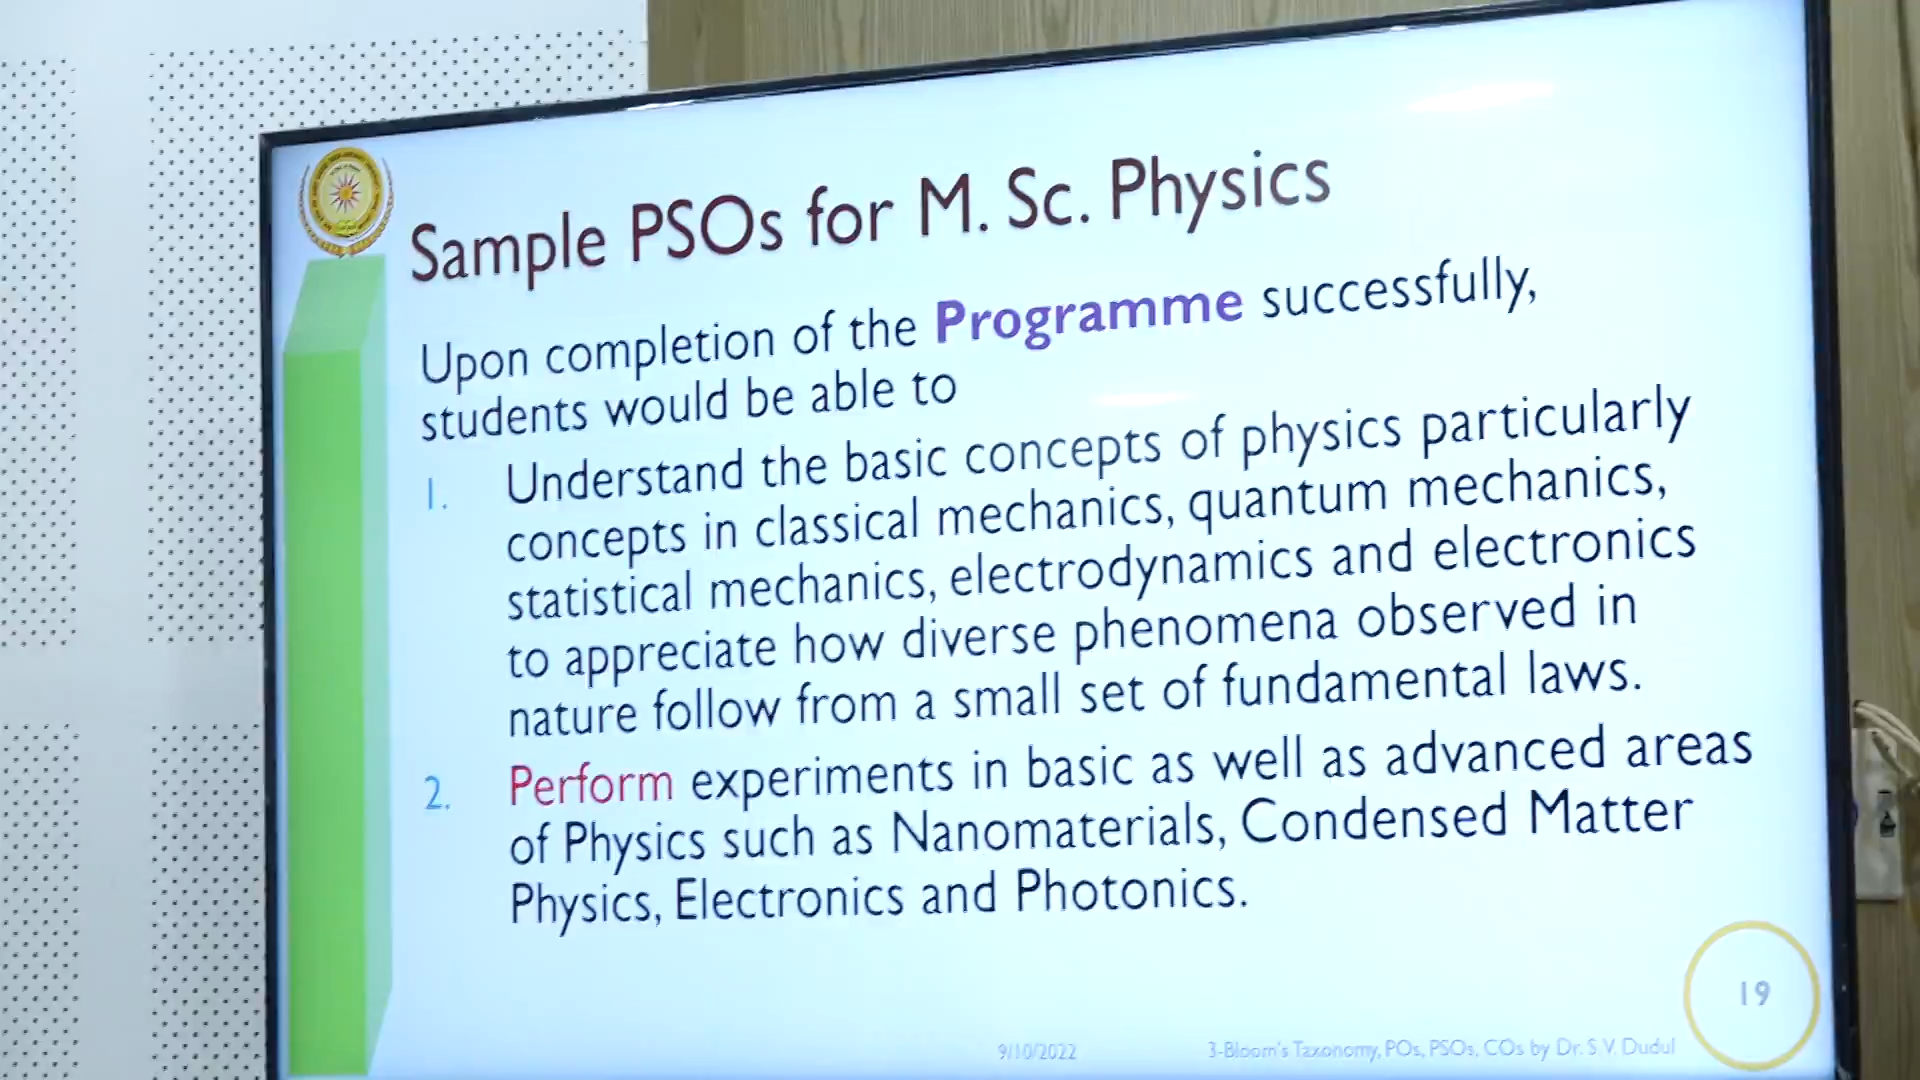 Sample PSOs for M. Sc. Physics
Upon completion of the Programme successfully,
students would be able to
1. Understand the basic concepts of physics particularly
concepts in classical mechanics, quantum mechanics,
statistical mechanics, electrodynamics and electronics
to appreciate how diverse phenomena observed in
nature follow from a small set of fundamental laws.
2. Perform experiments in basic as well as advanced areas
of Physics such as Nanomaterials, Condensed Matter
Physics, Electronics and Photonics.
19
9/10/2022
3-Bloom's Taxonomy, POs, PSOs, COs by Dr. S.V. Dudul